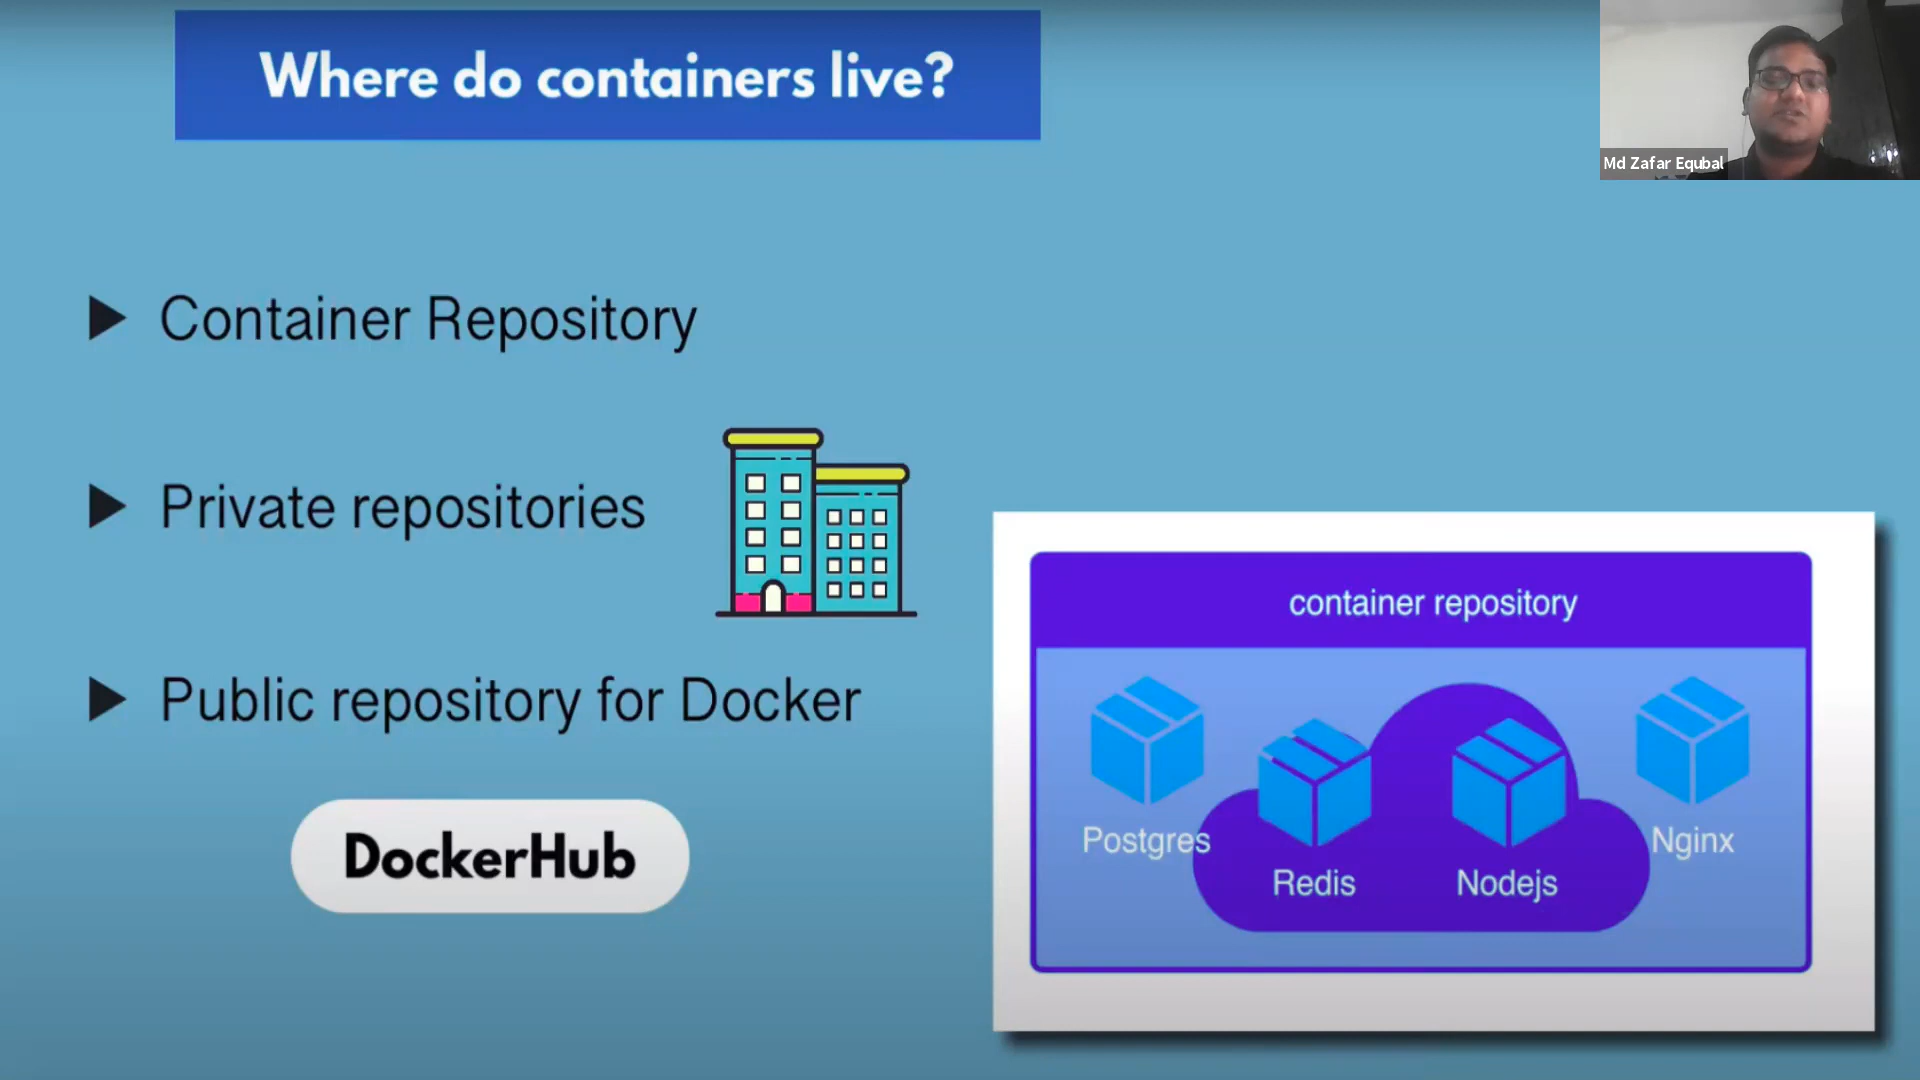 Where do containers live?
Md Zafar Equbal
Container Repository
Private repositories
Public repository for Docker
DockerHub
container repository
Postgres
Redis
Nodejs
Nginx